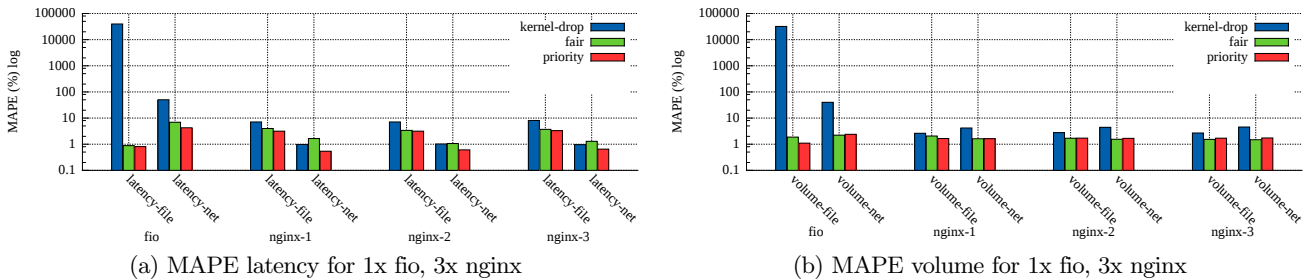 100000
10000
1000
100
10
1
0.1
MAPE (%) log
kernel-drop
fair
priority
latency-file
latency-net
latency-file
latency-net
latency-file
latency-net
latency-file
latency-net
fio
nginx-1
nginx-2
nginx-3
(a) MAPE latency for 1x fio, 3x nginx
100000
10000
1000
100
10
1
0.1
MAPE (%) log
kernel-drop
fair
priority
volume-file
volume-net
volume-file
volume-net
volume-file
volume-net
volume-file
volume-net
fio
nginx-1
nginx-2
nginx-3
(b) MAPE volume for 1x fio, 3x nginx